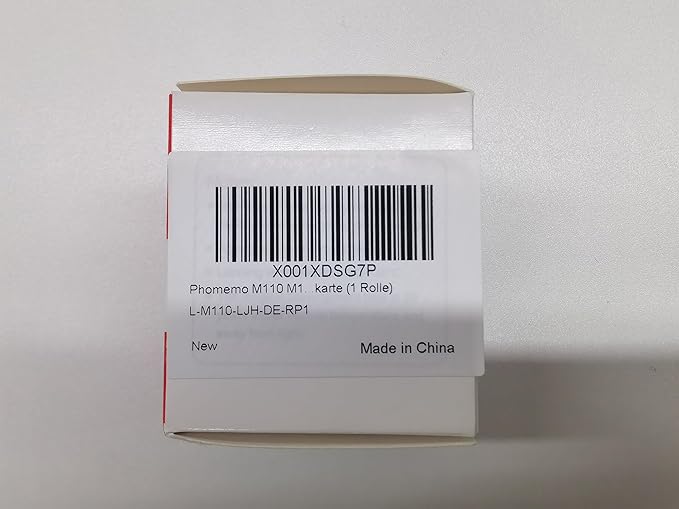 X001XDSG7P
Phomemo M110 M1...karte (1 Rolle)
L-M110-LJH-DE-RP1
New
Made in China